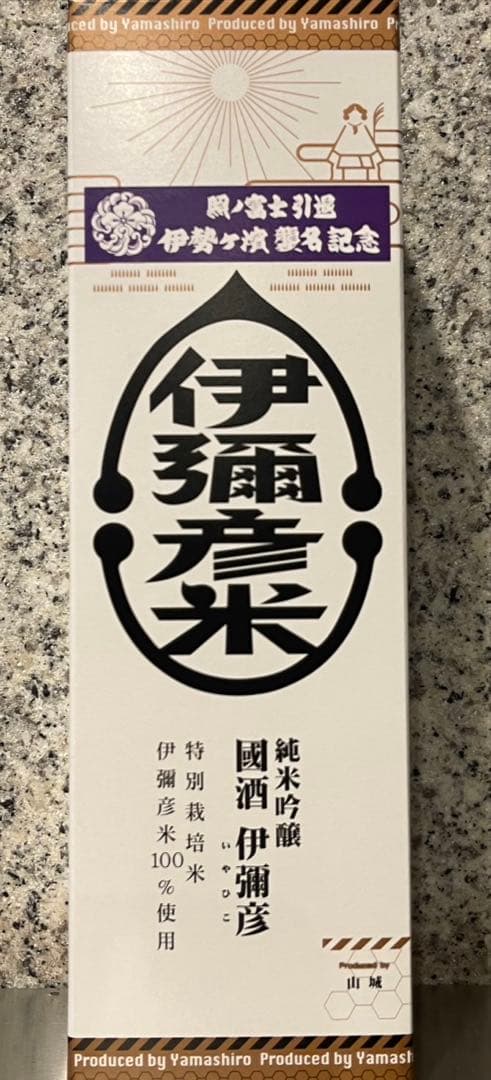 ced by Yamashiro Produced by Yamashiro P
照ノ富士引退
伊勢ヶ濱 襲名記念
伊彌彦米
純米吟醸
國酒 伊彌彦
いやひこ
特別栽培米
伊彌彦米100%使用
Produced by
山城
Produced by Yamashiro Produced by Yamash